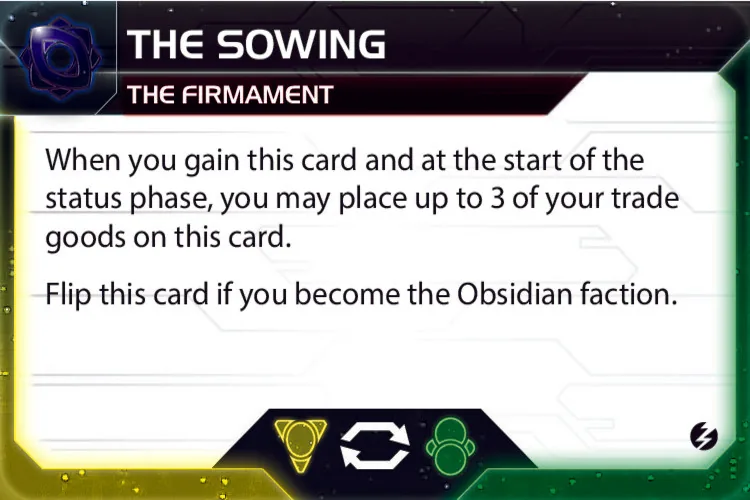 THE SOWING
THE FIRMAMENT
When you gain this card and at the start of the
status phase, you may place up to 3 of your trade
goods on this card.
Flip this card if you become the Obsidian faction.